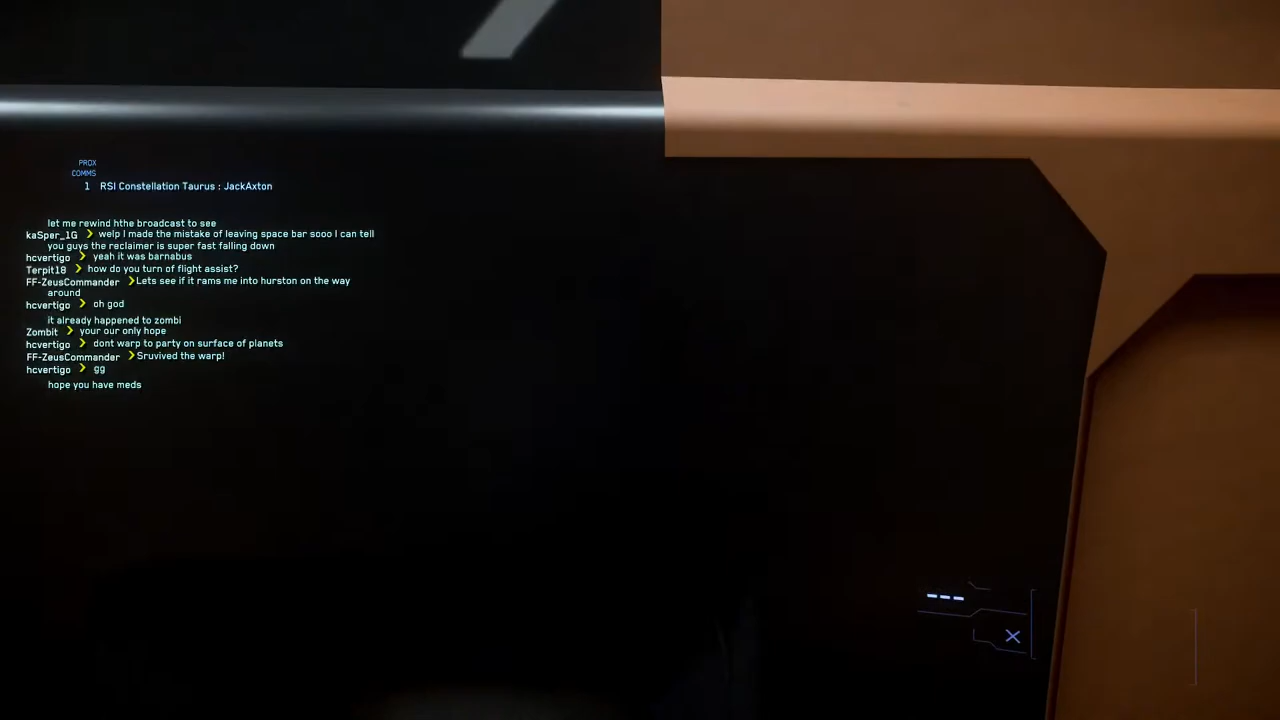 PROX
COMMS
1 RSI Constellation Taurus : JackAxton
let me rewind hthe broadcast to see
kaSper_1G > welp I made the mistake of leaving space bar sooo I can tell
you guys the reclaimer is super fast falling down
hcvertigo > yeah it was barnabus
Terpit18 > how do you turn of flight assist?
FF-ZeusCommander >Lets see if it rams me into hurston on the way
around
hcvertigo > oh god
it already happened to zombi
Zombit > your our only hope
hcvertigo > dont warp to party on surface of planets
FF-ZeusCommander >Sruvived the warp!
hcvertigo > gg
hope you have meds